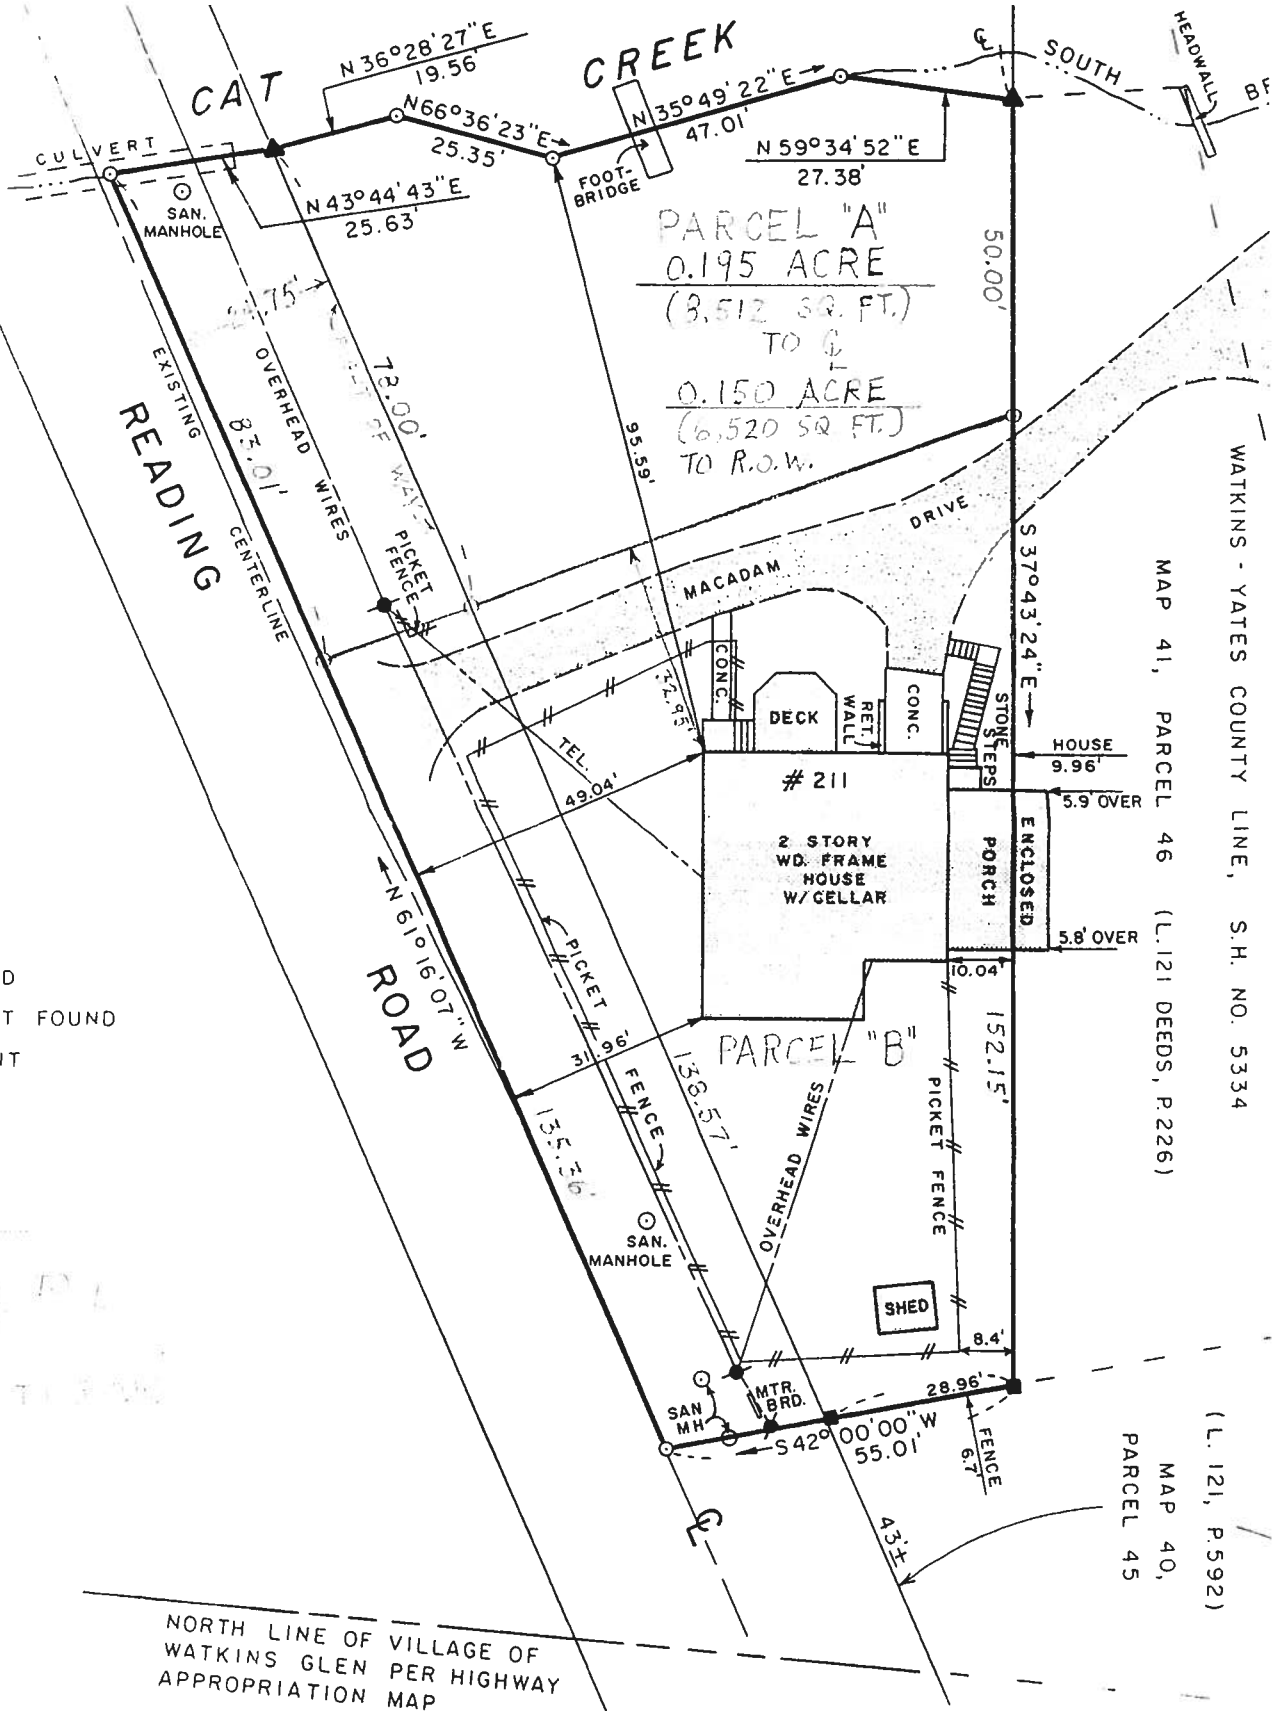 CAT CREEK
N 36°28'27"E
19.56'
N66°36'23"E
25.35'
N 35°49'22"E
47.01'
N 59°34'52"E
27.38'
N 43°44'43"E
25.63'
CULVERT
SAN.
MANHOLE
FOOT-
BRIDGE
℄
SOUTH
HEADWALL
PARCEL "A"
0.195 ACRE
(8,512 SQ. FT.)
TO ℄
0.150 ACRE
(6,520 SQ FT.)
TO R.O.W.
50.00'
24.75'
72.00'
EXISTING
CENTERLINE
OVERHEAD
WIRES
83.01'
READING
ROAD
PICKET
FENCE
95.59'
32.95'
MACADAM
DRIVE
S 37°43'24"E
CONC.
DECK
RET.
WALL
CONC.
STONE
STEPS
HOUSE
9.96'
5.9' OVER
# 211
2 STORY
WD. FRAME
HOUSE
W/CELLAR
PORCH
ENCLOSED
5.8' OVER
10.04'
TEL.
49.04'
N 61°16'07"W
PICKET
FENCE
31.96'
PARCEL "B"
138.57'
152.15'
135.36'
OVERHEAD WIRES
PICKET FENCE
SAN.
MANHOLE
SHED
8.4'
SAN
MH
MTR.
BRD.
28.96'
S 42°00'00"W
55.01'
FENCE
6.7'
℄
43'±
WATKINS - YATES COUNTY LINE, S.H. NO. 5334
MAP 41, PARCEL 46 (L.121 DEEDS, P.226)
(L. 121, P.592)
MAP 40,
PARCEL 45
D
T FOUND
NT
NORTH LINE OF VILLAGE OF
WATKINS GLEN PER HIGHWAY
APPROPRIATION MAP